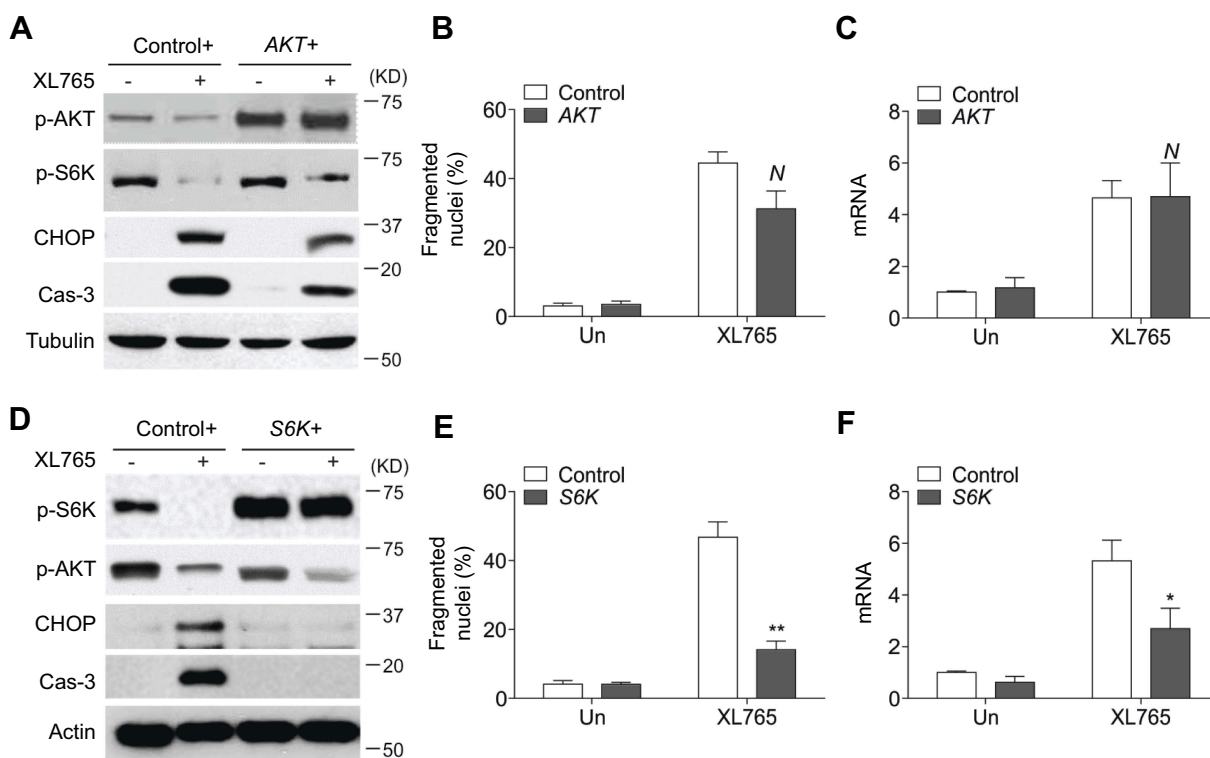 A
Control+ AKT+
XL765 - + - + (KD)
p-AKT —75
p-S6K —75
CHOP —37
Cas-3 —20
Tubulin —50
B
Control
AKT
Fragmented
nuclei (%)
60
40
20
0
N
Un XL765
C
Control
AKT
mRNA
8
6
4
2
0
N
Un XL765
D
Control+ S6K+
XL765 - + - + (KD)
p-S6K —75
p-AKT —75
CHOP —37
Cas-3 —20
Actin —50
E
Control
S6K
Fragmented
nuclei (%)
60
40
20
0
**
Un XL765
F
Control
S6K
mRNA
8
6
4
2
0
*
Un XL765